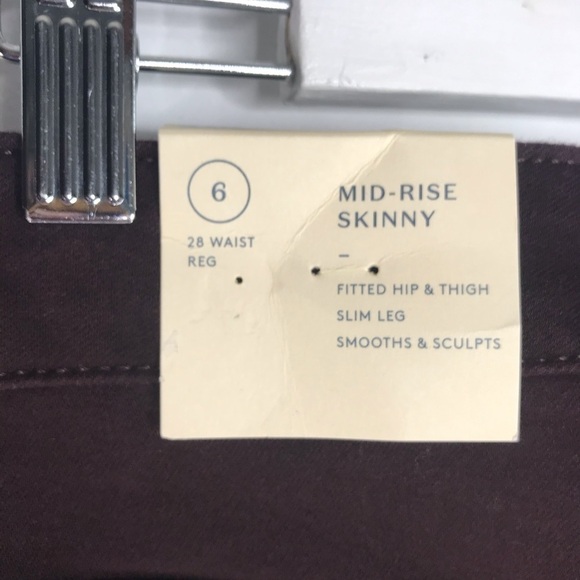 6
28 WAIST
REG
MID-RISE
SKINNY
–
FITTED HIP & THIGH
SLIM LEG
SMOOTHS & SCULPTS